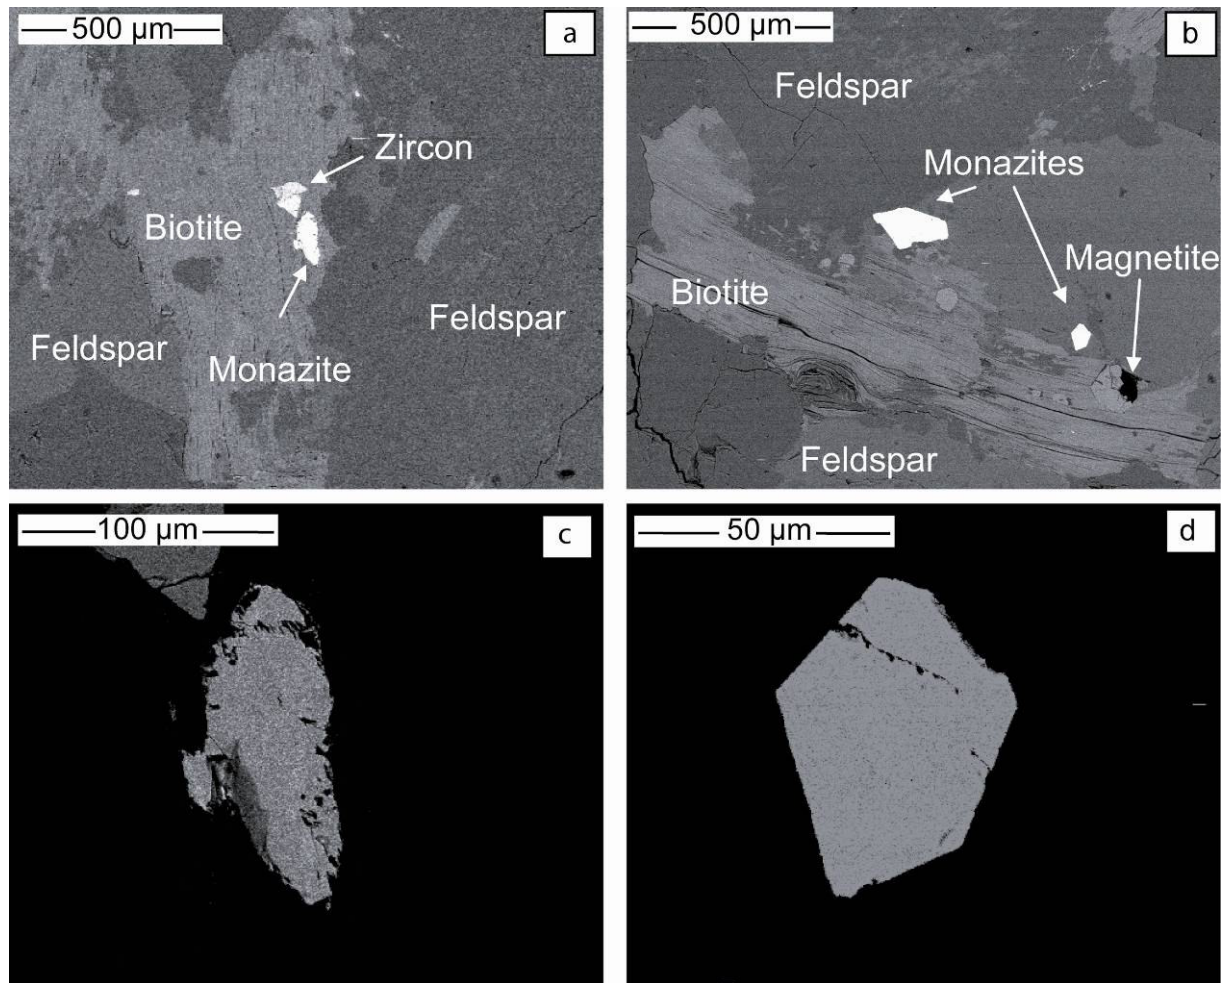 500 µm
a
Zircon
Biotite
Feldspar
Feldspar
Monazite
500 µm
b
Feldspar
Monazites
Magnetite
Biotite
Feldspar
100 µm
c
50 µm
d